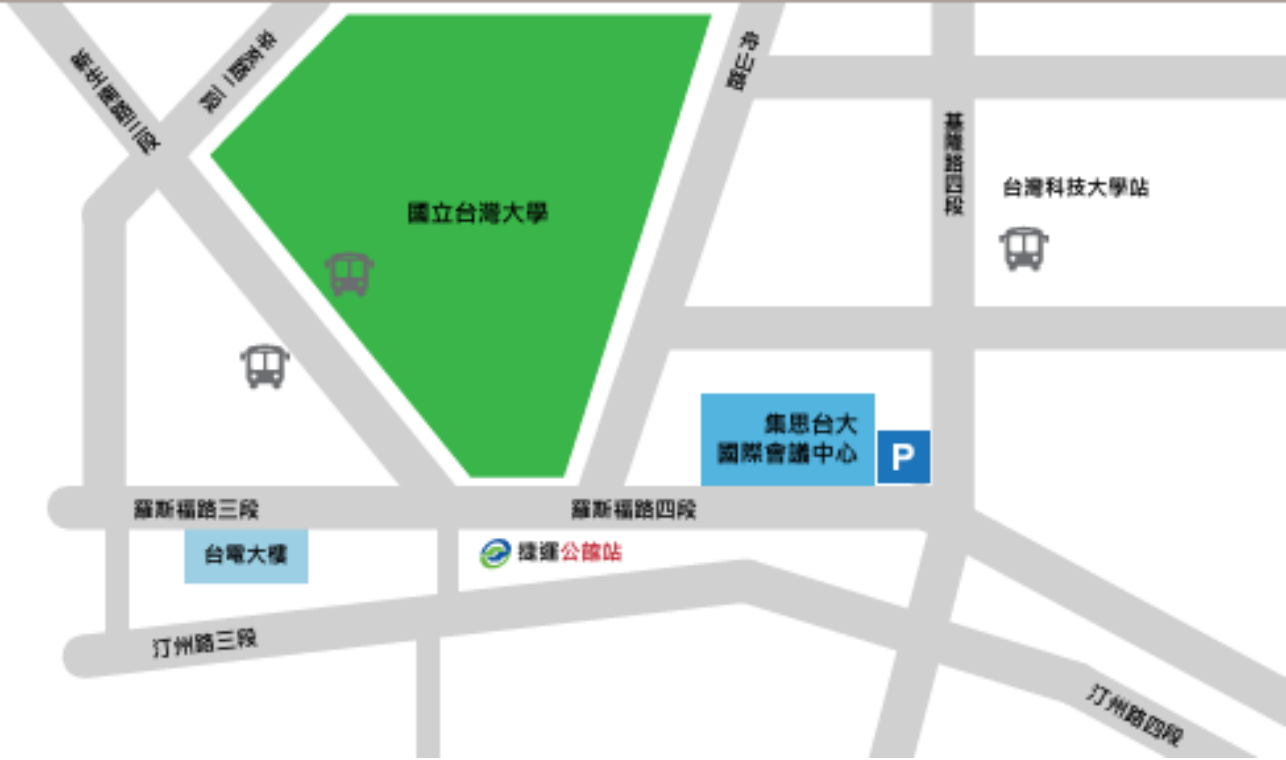 新生南路三段
辛亥路二段
舟山路
基隆路四段
台灣科技大學站
國立台灣大學
集思台大
國際會議中心
P
羅斯福路三段
羅斯福路四段
台電大樓
捷運公館站
汀州路三段
汀州路四段